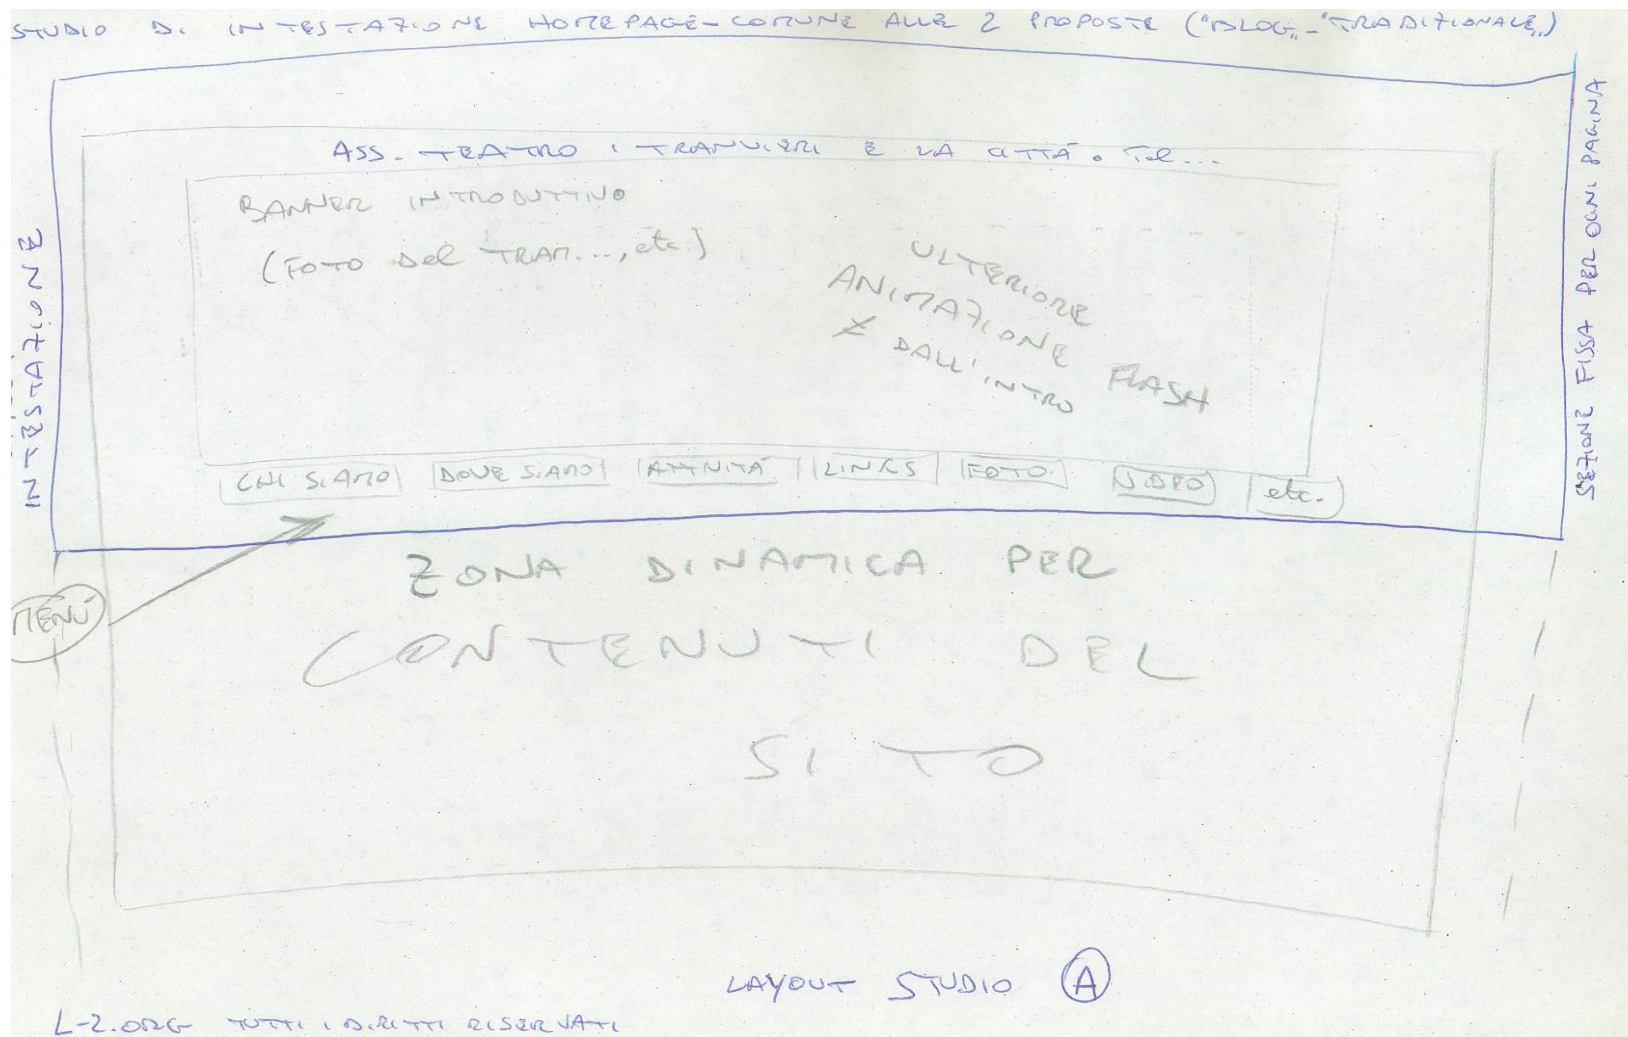 STUDIO DI INTESTAZIONE HOMEPAGE - COMUNE ALLE 2 PROPOSTE ("BLOG" - "TRADIZIONALE")
ASS. TEATRO I TRANVIERI E LA CITTÀ. Tel...
BANNER INTRODUTTIVO
(FOTO DEL TRAM..., etc.)
ULTERIORE
ANIMAZIONE FLASH
≠ DALL'INTRO
INTESTAZIONE
SEZIONE FISSA PER OGNI PAGINA
CHI SIAMO DOVE SIAMO ATTIVITÀ LINKS FOTO VIDEO etc.
MENÙ
ZONA DINAMICA PER
CONTENUTI DEL
SITO
LAYOUT STUDIO A
L-2.ORG TUTTI I DIRITTI RISERVATI